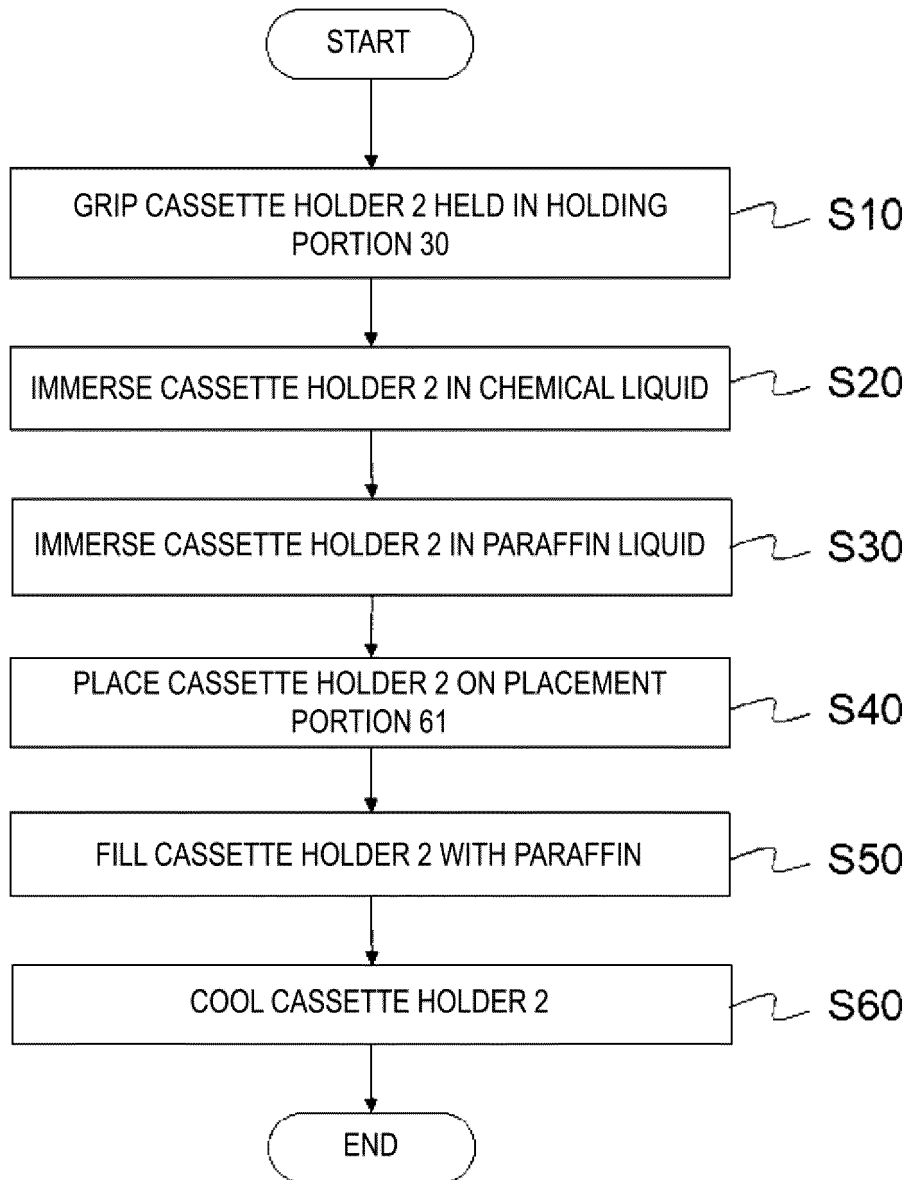 START
GRIP CASSETTE HOLDER 2 HELD IN HOLDING
PORTION 30
S10
IMMERSE CASSETTE HOLDER 2 IN CHEMICAL LIQUID
S20
IMMERSE CASSETTE HOLDER 2 IN PARAFFIN LIQUID
S30
PLACE CASSETTE HOLDER 2 ON PLACEMENT
PORTION 61
S40
FILL CASSETTE HOLDER 2 WITH PARAFFIN
S50
COOL CASSETTE HOLDER 2
S60
END